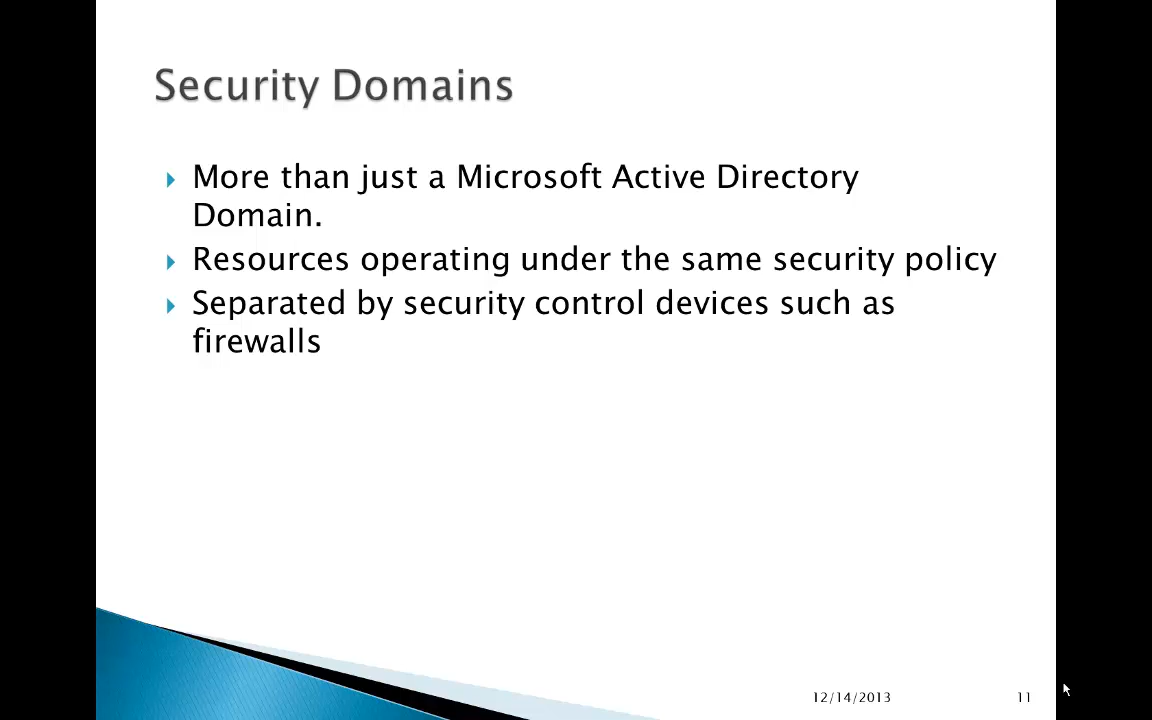 Security Domains
More than just a Microsoft Active Directory
Domain.
Resources operating under the same security policy
Separated by security control devices such as
firewalls
12/14/2013
11